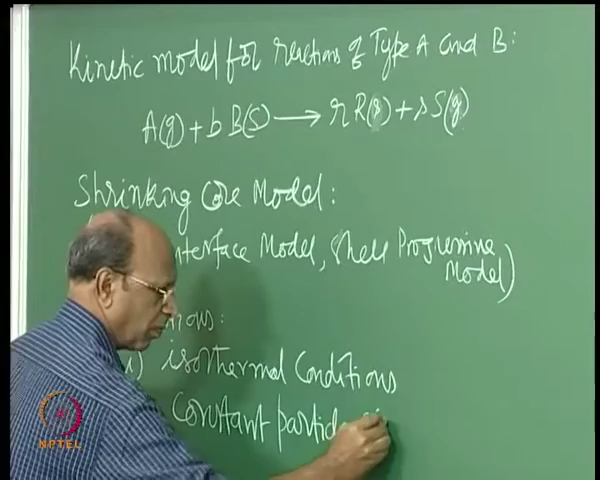 Kinetic model for reactions of Type A and B:
A(g) + b B(s) ⟶ r R(s) + s S(g)
Shrinking Core Model:
interface Model, Shell Progressive
Model)
i) isothermal Conditions
Constant particle
NPTEL